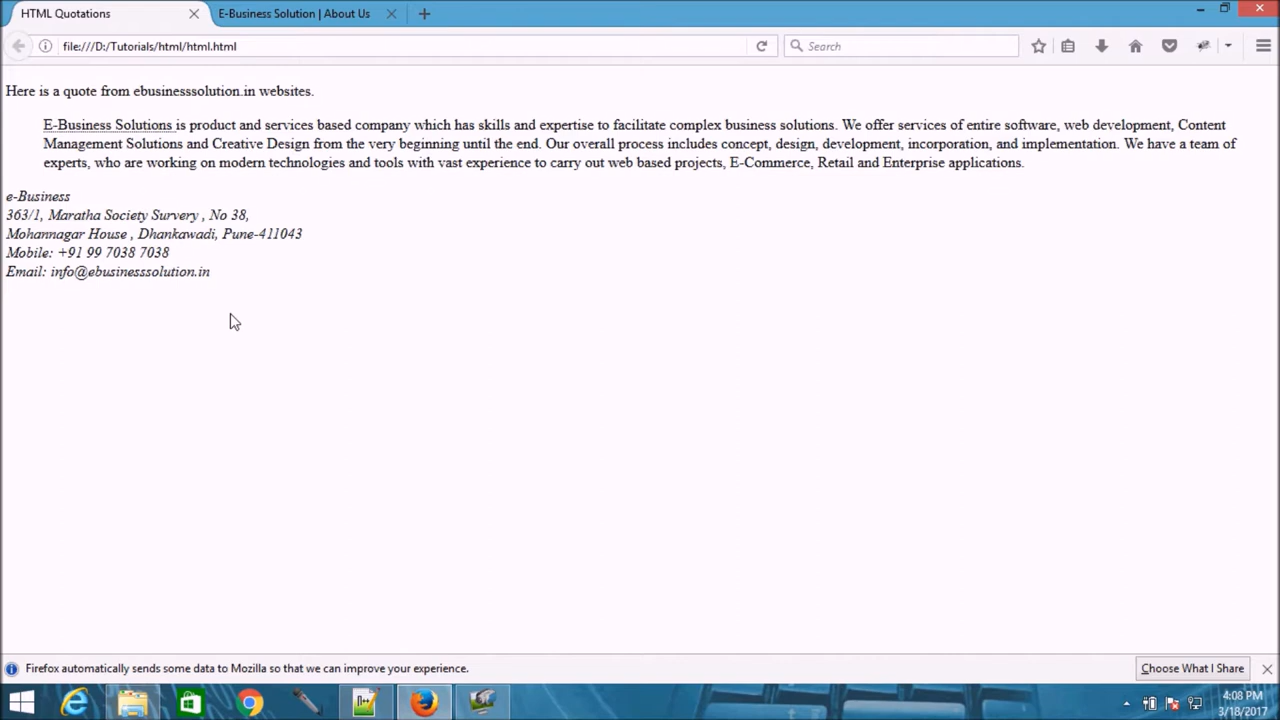 HTML Quotations
E-Business Solution | About Us
file:///D:/Tutorials/html/html.html
Search
Here is a quote from ebusinesssolution.in websites.
E-Business Solutions is product and services based company which has skills and expertise to facilitate complex business solutions. We offer services of entire software, web development, Content
Management Solutions and Creative Design from the very beginning until the end. Our overall process includes concept, design, development, incorporation, and implementation. We have a team of
experts, who are working on modern technologies and tools with vast experience to carry out web based projects, E-Commerce, Retail and Enterprise applications.
e-Business
363/1, Maratha Society Survery , No 38,
Mohannagar House , Dhankawadi, Pune-411043
Mobile: +91 99 7038 7038
Email: info@ebusinesssolution.in
Firefox automatically sends some data to Mozilla so that we can improve your experience.
Choose What I Share
4:08 PM
3/18/2017